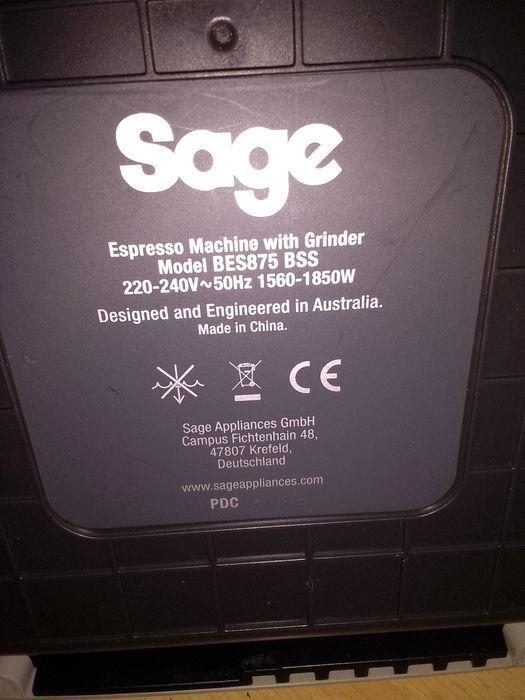 Sage
Espresso Machine with Grinder
Model BES875 BSS
220-240V~50Hz 1560-1850W
Designed and Engineered in Australia.
Made in China.
CE
Sage Appliances GmbH
Campus Fichtenhain 48,
47807 Krefeld,
Deutschland
www.sageappliances.com
PDC